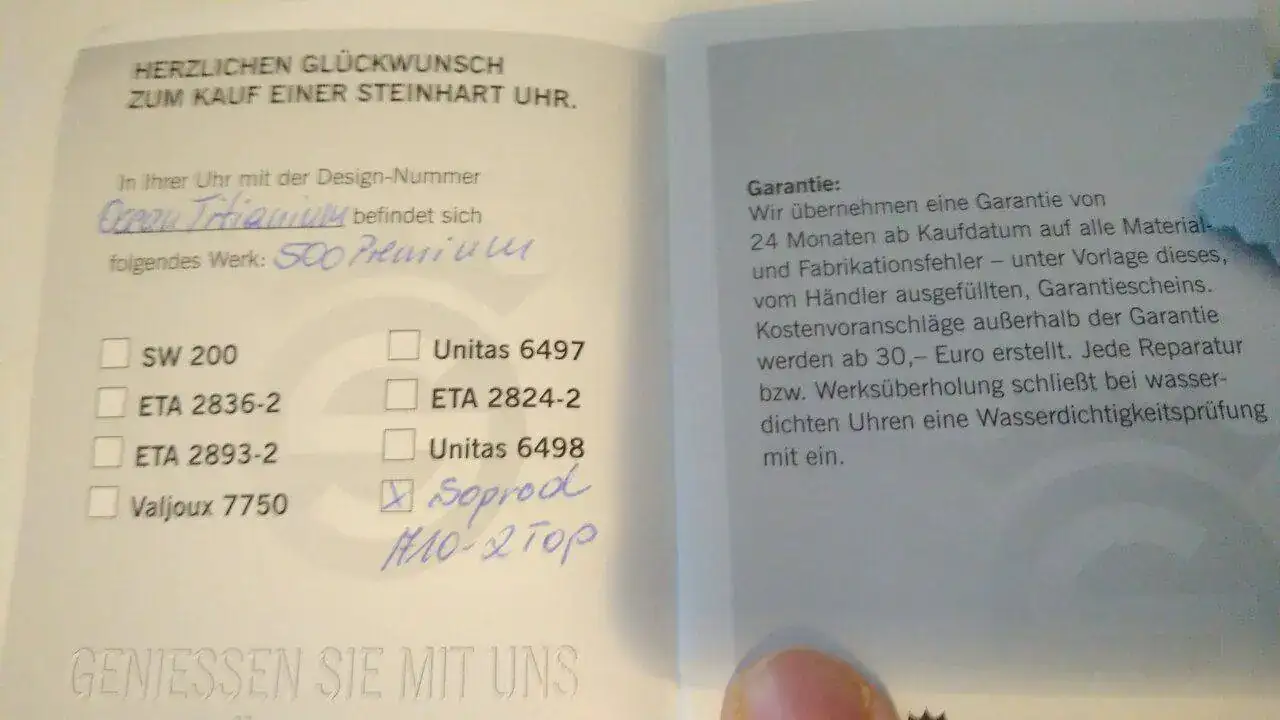 HERZLICHEN GLÜCKWUNSCH
ZUM KAUF EINER STEINHART UHR.
In Ihrer Uhr mit der Design-Nummer
Ocean Titianium befindet sich
folgendes Werk: 500 Premium
SW 200
ETA 2836-2
ETA 2893-2
Valjoux 7750
Unitas 6497
ETA 2824-2
Unitas 6498
X Soprod
A10-2 Top
GENIESSEN SIE MIT UNS
Garantie:
Wir übernehmen eine Garantie von
24 Monaten ab Kaufdatum auf alle Material-
und Fabrikationsfehler – unter Vorlage dieses,
vom Händler ausgefüllten, Garantiescheins.
Kostenvoranschläge außerhalb der Garantie
werden ab 30,– Euro erstellt. Jede Reparatur
bzw. Werksüberholung schließt bei wasser-
dichten Uhren eine Wasserdichtigkeitsprüfung
mit ein.